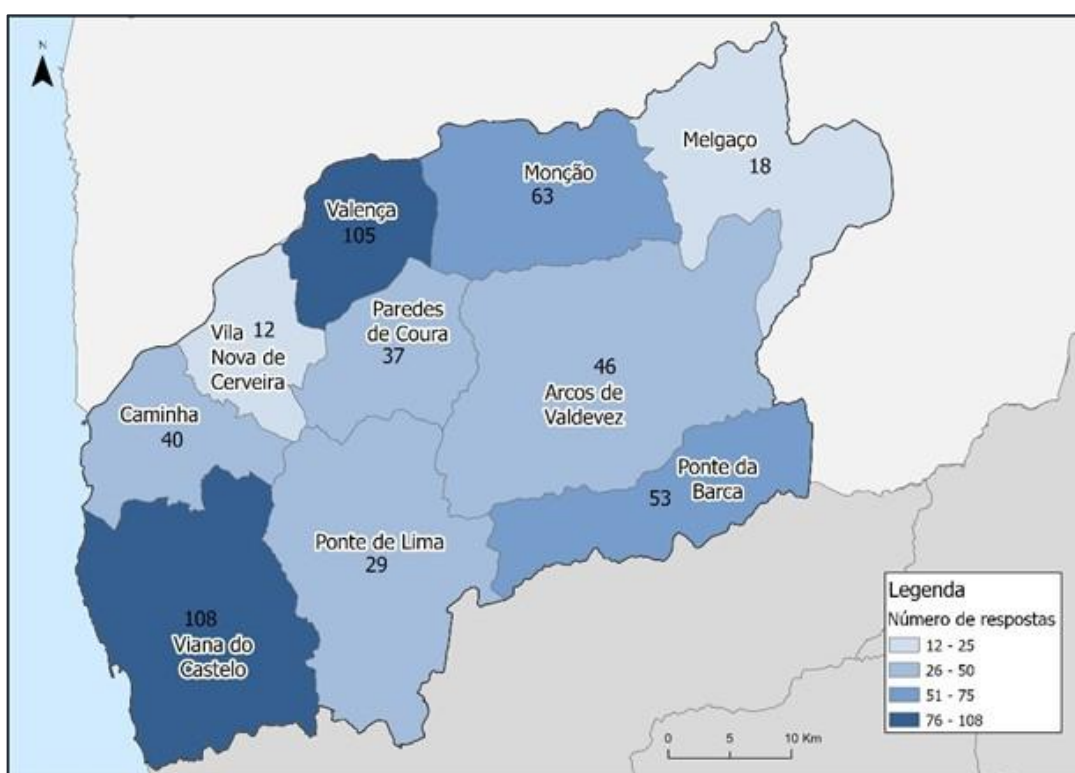 N
Melgaço
18
Monção
63
Valença
105
Paredes
de Coura
37
12
Vila
Nova de
Cerveira
46
Arcos de
Valdevez
Caminha
40
Ponte da
Barca
53
Ponte de Lima
29
108
Viana do
Castelo
Legenda
Número de respostas
12 - 25
26 - 50
51 - 75
76 - 108
0 5 10 Km